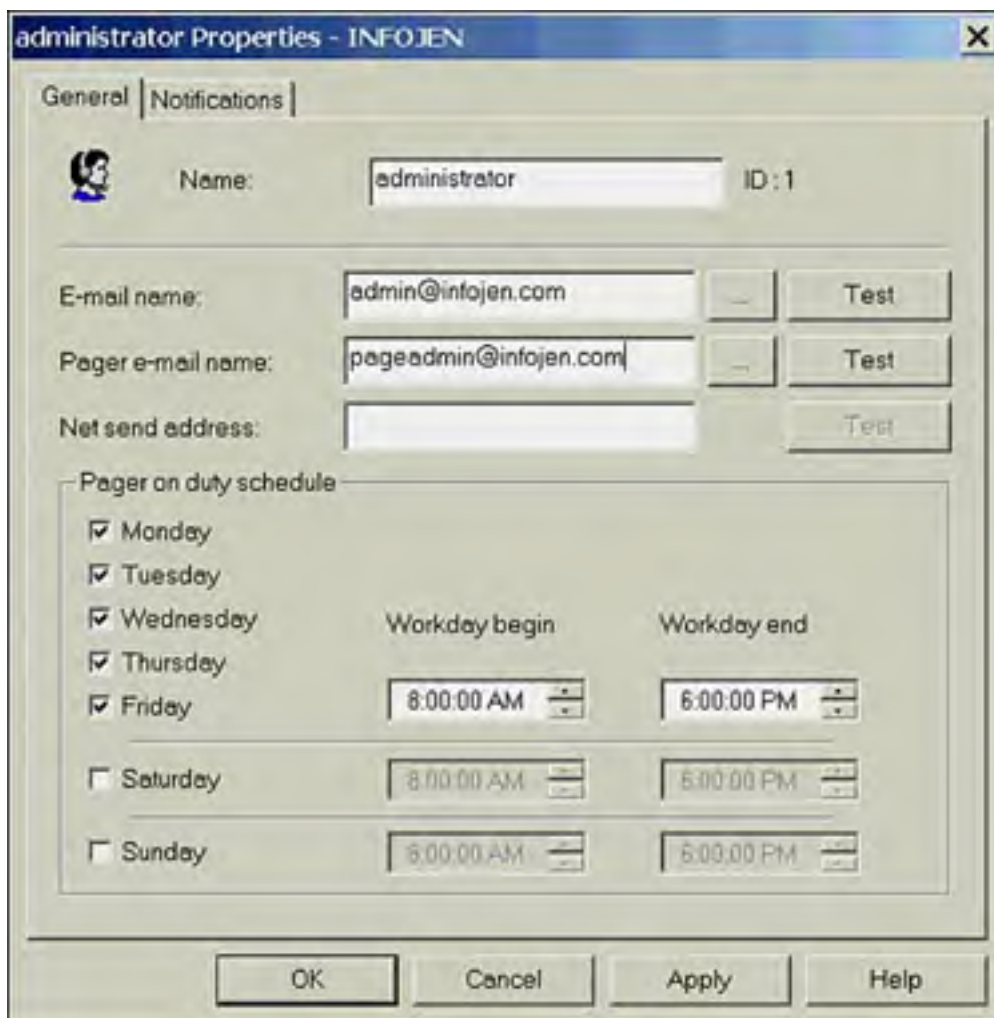 administrator Properties - INFOJEN
General Notifications
Name: administrator ID : 1
E-mail name: admin@infojen.com ... Test
Pager e-mail name: pageadmin@infojen.com ... Test
Net send address: Test
Pager on duty schedule
Monday
Tuesday
Wednesday Workday begin Workday end
Thursday
Friday 8:00:00 AM 6:00:00 PM
Saturday 8:00:00 AM 6:00:00 PM
Sunday 8:00:00 AM 6:00:00 PM
OK Cancel Apply Help